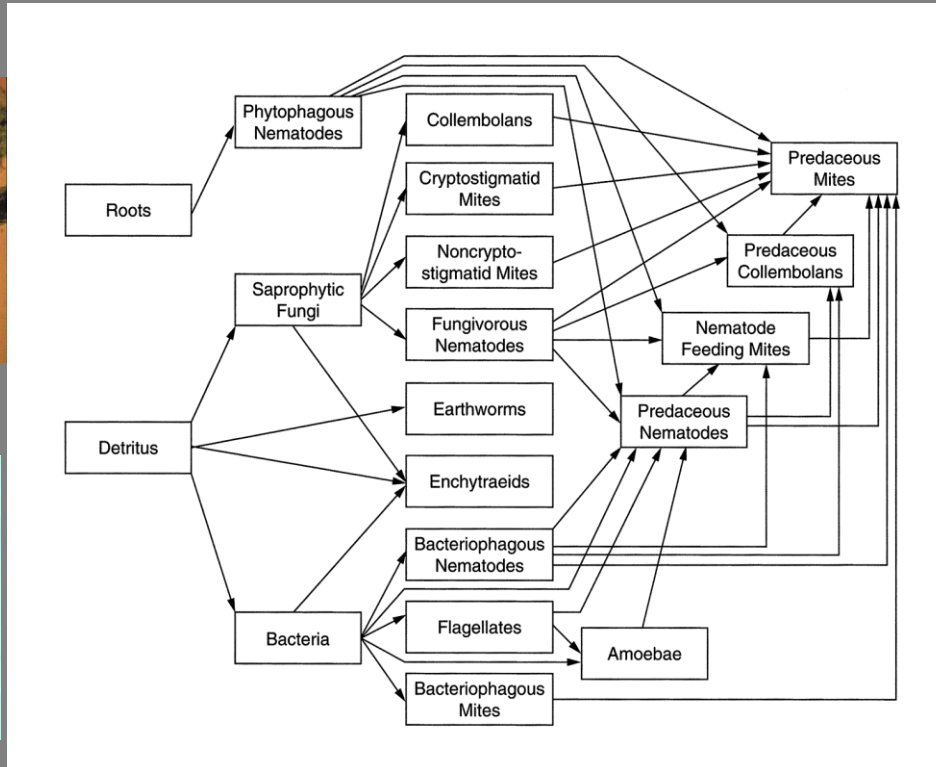 Phytophagous
Nematodes
Collembolans
Predaceous
Mites
Cryptostigmatid
Mites
Roots
Predaceous
Collembolans
Noncrypto-
stigmatid Mites
Saprophytic
Fungi
Fungivorous
Nematodes
Nematode
Feeding Mites
Earthworms
Predaceous
Nematodes
Detritus
Enchytraeids
Bacteriophagous
Nematodes
Flagellates
Bacteria
Amoebae
Bacteriophagous
Mites